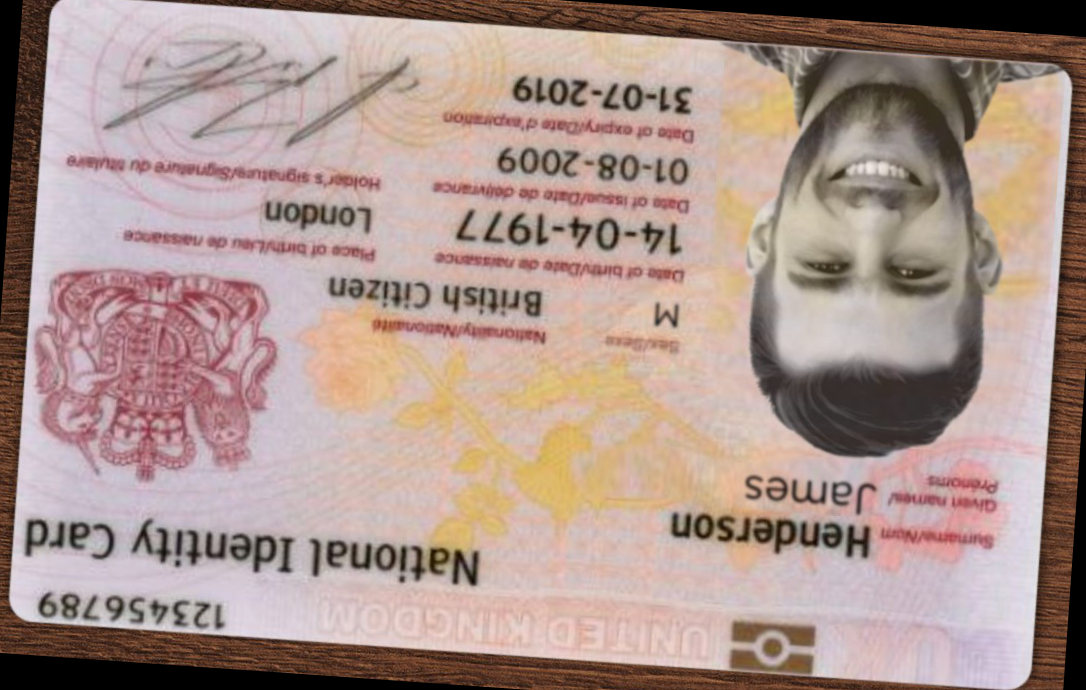 UNITED KINGDOM
123456789
National Identity Card
Surname/Nom
Henderson
Given names/
Prénoms
James
Sex/Sexe
M
Nationality/Nationalité
British Citizen
Date of birth/Date de naissance
14-04-1977
Place of birth/Lieu de naissance
London
Date of issue/Date de délivrance
01-08-2009
Holder's signature/Signature du titulaire
Date of expiry/Date d'expiration
31-07-2019